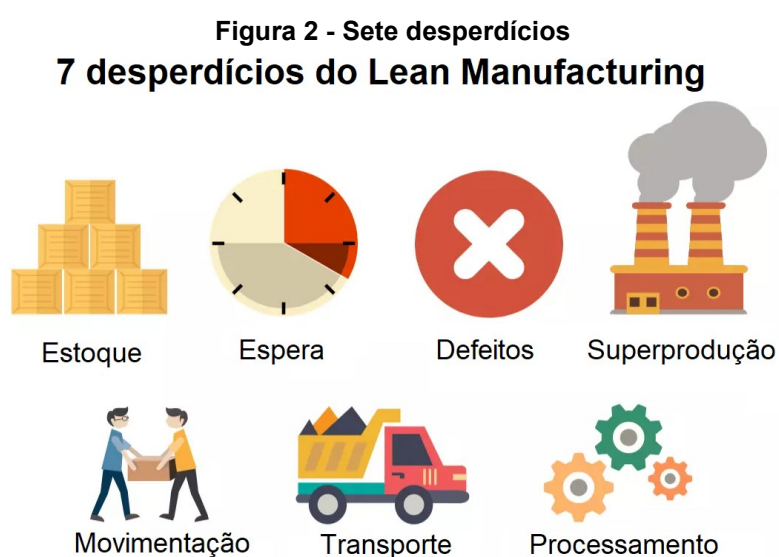 Figura 2 - Sete desperdícios
7 desperdícios do Lean Manufacturing
Estoque
Espera
Defeitos
Superprodução
Movimentação
Transporte
Processamento